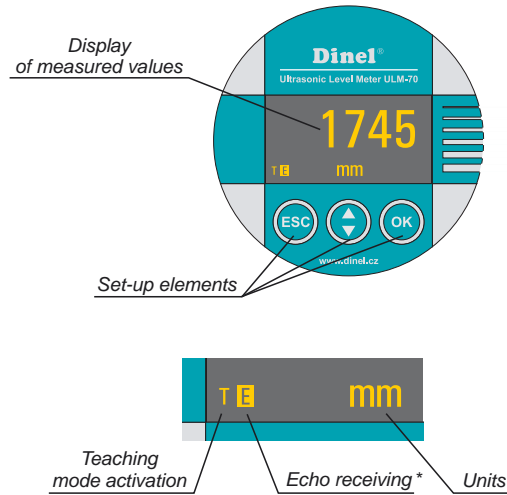 Display
of measured values
Dinel®
Ultrasonic Level Meter ULM-70
1745
T E mm
ESC OK
www.dinel.cz
Set-up elements
T E mm
Teaching
mode activation
Echo receiving *
Units